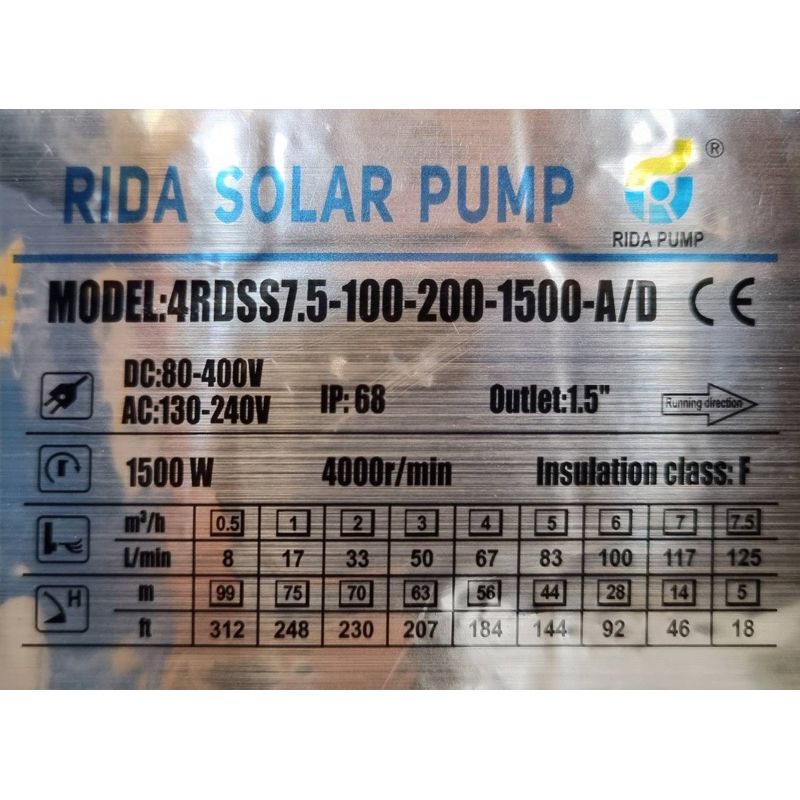 RIDA SOLAR PUMP
®
RIDA PUMP
MODEL:4RDSS7.5-100-200-1500-A/D CE
DC:80-400V
AC:130-240V
IP: 68
Outlet:1.5"
Running direction
1500 W 4000r/min Insulation class: F
m³/h 0.5 1 2 3 4 5 6 7 7.5
L/min 8 17 33 50 67 83 100 117 125
H
m 99 75 70 63 56 44 28 14 5
ft 312 248 230 207 184 144 92 46 18